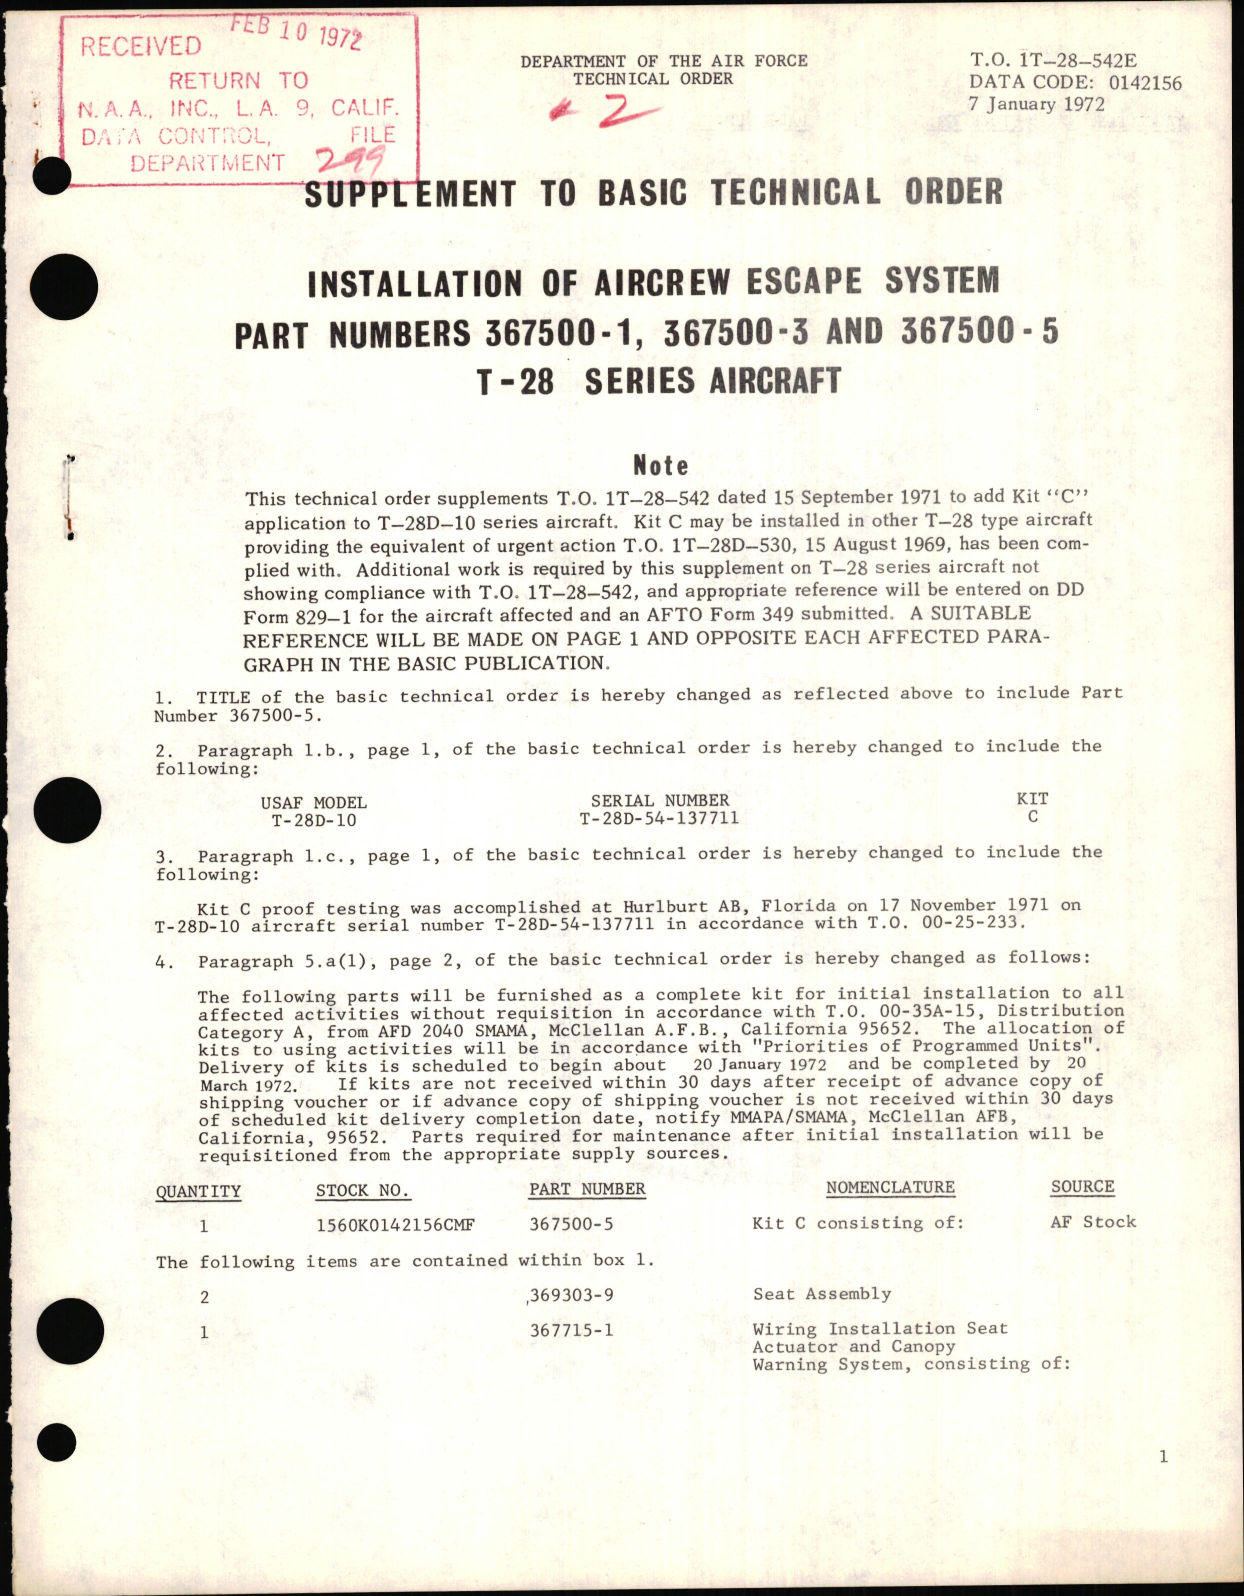 RECEIVED FEB 10 1972
RETURN TO
N.A.A., INC., L.A. 9, CALIF.
DATA CONTROL, FILE
DEPARTMENT 299
DEPARTMENT OF THE AIR FORCE
TECHNICAL ORDER
2
T.O. 1T-28-542E
DATA CODE: 0142156
7 January 1972
SUPPLEMENT TO BASIC TECHNICAL ORDER
INSTALLATION OF AIRCREW ESCAPE SYSTEM
PART NUMBERS 367500-1, 367500-3 AND 367500-5
T-28 SERIES AIRCRAFT
Note
This technical order supplements T.O. 1T-28-542 dated 15 September 1971 to add Kit "C"
application to T-28D-10 series aircraft. Kit C may be installed in other T-28 type aircraft
providing the equivalent of urgent action T.O. 1T-28D-530, 15 August 1969, has been com-
plied with. Additional work is required by this supplement on T-28 series aircraft not
showing compliance with T.O. 1T-28-542, and appropriate reference will be entered on DD
Form 829-1 for the aircraft affected and an AFTO Form 349 submitted. A SUITABLE
REFERENCE WILL BE MADE ON PAGE 1 AND OPPOSITE EACH AFFECTED PARA-
GRAPH IN THE BASIC PUBLICATION.
1. TITLE of the basic technical order is hereby changed as reflected above to include Part
Number 367500-5.
2. Paragraph 1.b., page 1, of the basic technical order is hereby changed to include the
following:
USAF MODEL SERIAL NUMBER KIT
T-28D-10 T-28D-54-137711 C
3. Paragraph 1.c., page 1, of the basic technical order is hereby changed to include the
following:
Kit C proof testing was accomplished at Hurlburt AB, Florida on 17 November 1971 on
T-28D-10 aircraft serial number T-28D-54-137711 in accordance with T.O. 00-25-233.
4. Paragraph 5.a(1), page 2, of the basic technical order is hereby changed as follows:
The following parts will be furnished as a complete kit for initial installation to all
affected activities without requisition in accordance with T.O. 00-35A-15, Distribution
Category A, from AFD 2040 SMAMA, McClellan A.F.B., California 95652. The allocation of
kits to using activities will be in accordance with "Priorities of Programmed Units".
Delivery of kits is scheduled to begin about 20 January 1972 and be completed by 20
March 1972. If kits are not received within 30 days after receipt of advance copy of
shipping voucher or if advance copy of shipping voucher is not received within 30 days
of scheduled kit delivery completion date, notify MMAPA/SMAMA, McClellan AFB,
California, 95652. Parts required for maintenance after initial installation will be
requisitioned from the appropriate supply sources.
QUANTITY STOCK NO. PART NUMBER NOMENCLATURE SOURCE
1 1560K0142156CMF 367500-5 Kit C consisting of: AF Stock
The following items are contained within box 1.
2 369303-9 Seat Assembly
1 367715-1 Wiring Installation Seat
Actuator and Canopy
Warning System, consisting of:
1